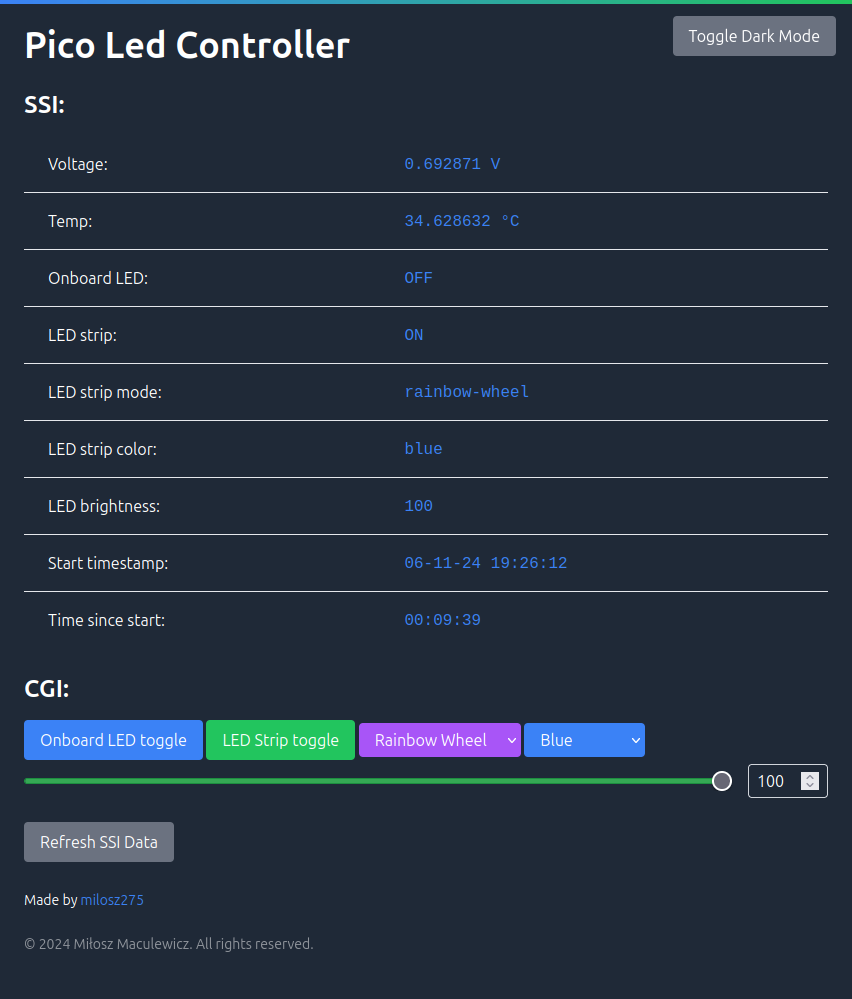 Pico Led Controller
Toggle Dark Mode
SSI:
Voltage: 0.692871 V
Temp: 34.628632 °C
Onboard LED: OFF
LED strip: ON
LED strip mode: rainbow-wheel
LED strip color: blue
LED brightness: 100
Start timestamp: 06-11-24 19:26:12
Time since start: 00:09:39
CGI:
Onboard LED toggle LED Strip toggle Rainbow Wheel Blue
100
Refresh SSI Data
Made by milosz275
© 2024 Miłosz Maculewicz. All rights reserved.